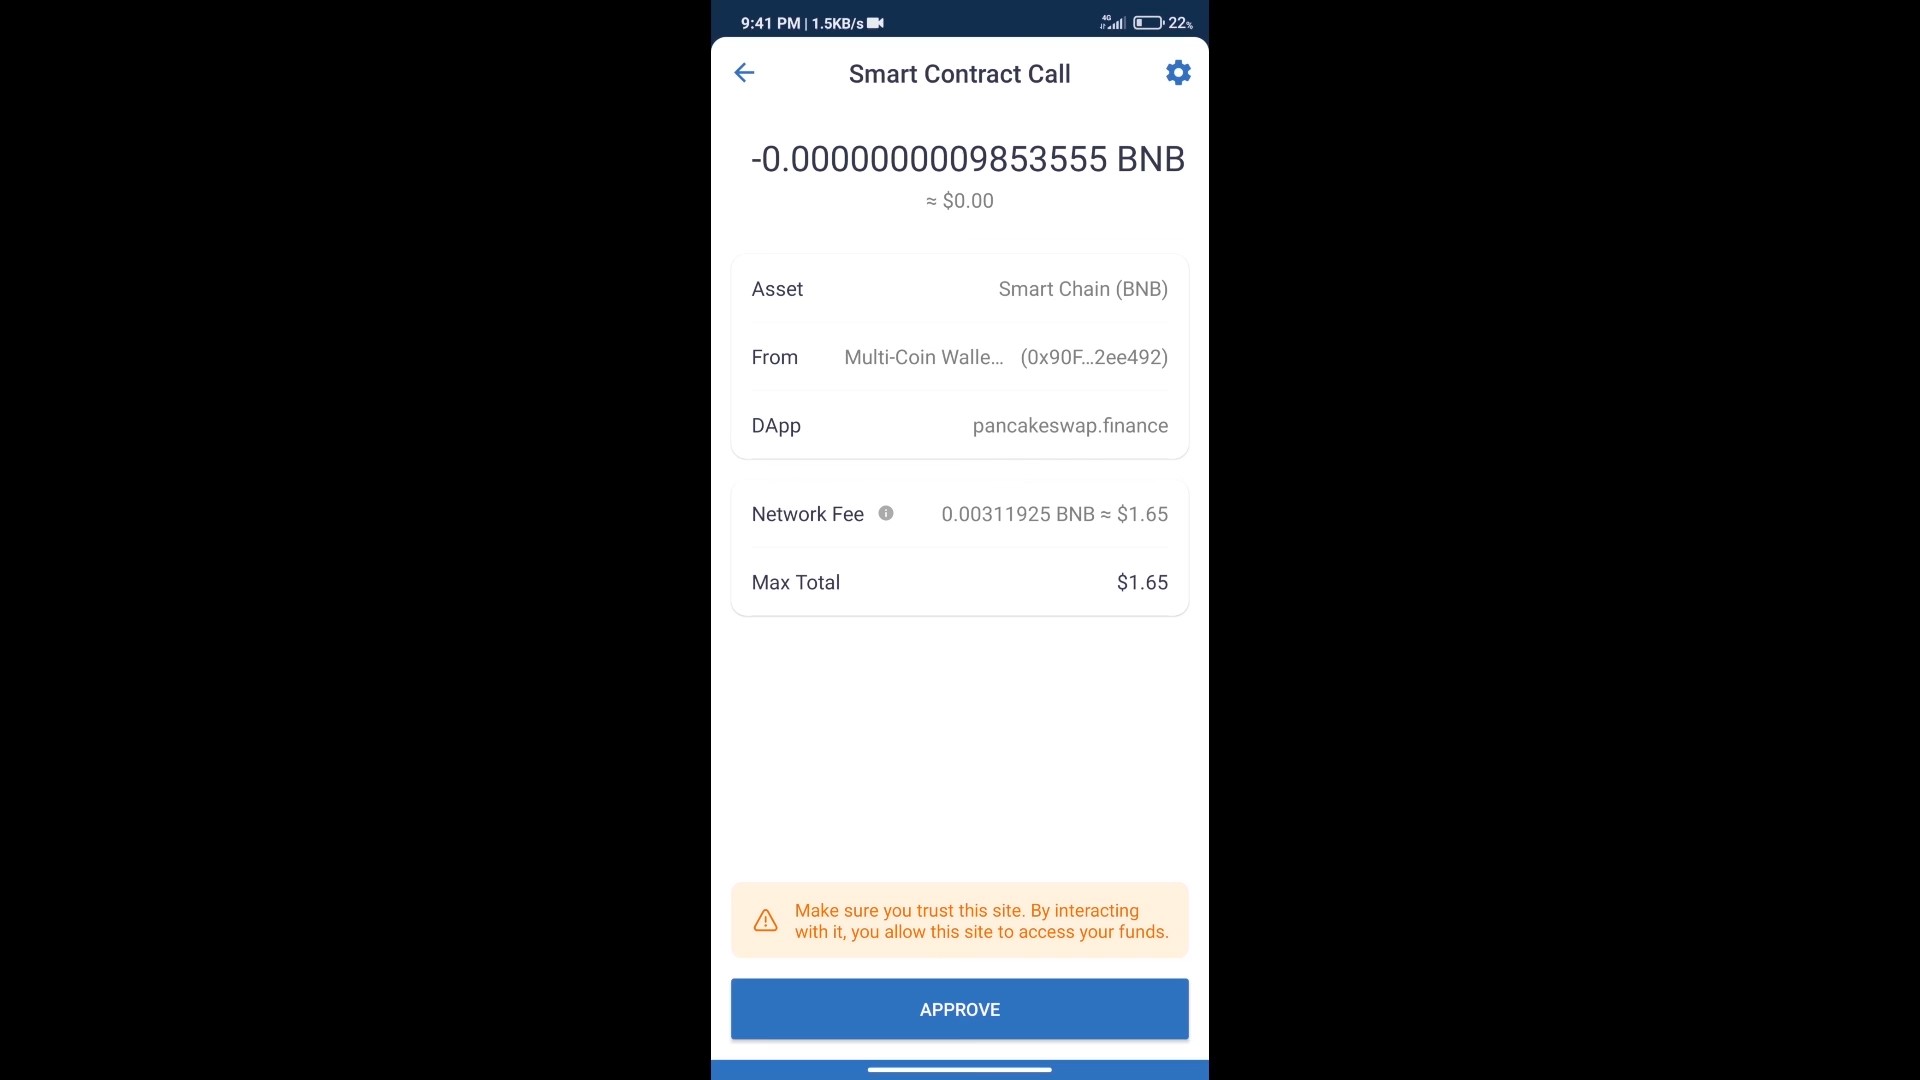 9:41 PM | 1.5KB/s 4G 22%
Smart Contract Call
-0.0000000009853555 BNB
≈ $0.00
Asset Smart Chain (BNB)
From Multi-Coin Walle... (0x90F...2ee492)
DApp pancakeswap.finance
Network Fee 0.00311925 BNB ≈ $1.65
Max Total $1.65
Make sure you trust this site. By interacting
with it, you allow this site to access your funds.
APPROVE